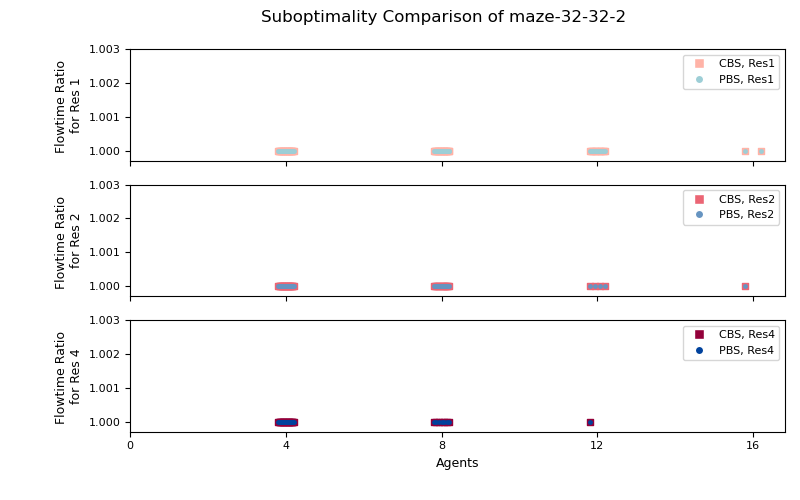 Suboptimality Comparison of maze-32-32-2
Flowtime Ratio
for Res 1
1.003
1.002
1.001
1.000
CBS, Res1
PBS, Res1
Flowtime Ratio
for Res 2
1.003
1.002
1.001
1.000
CBS, Res2
PBS, Res2
Flowtime Ratio
for Res 4
1.003
1.002
1.001
1.000
CBS, Res4
PBS, Res4
0 4 8 12 16
Agents